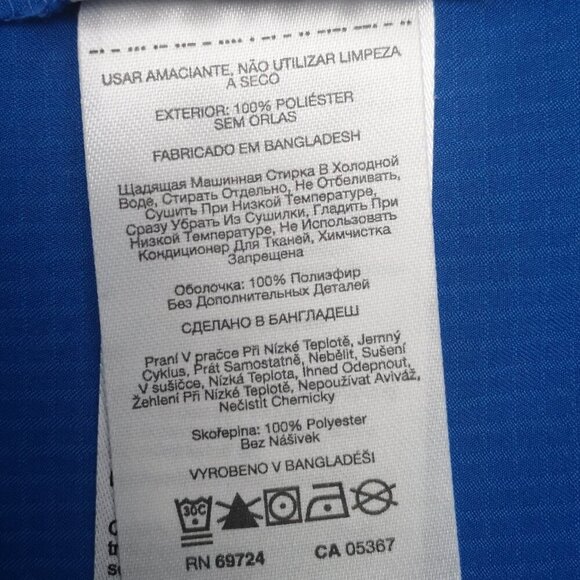 USAR AMACIANTE, NÃO UTILIZAR LIMPEZA
A SECO
EXTERIOR: 100% POLIÉSTER
SEM ORLAS
FABRICADO EM BANGLADESH
Щадящая Машинная Стирка В Холодной
Воде, Стирать Отдельно, Не Отбеливать,
Сушить При Низкой Температуре,
Сразу Убрать Из Сушилки, Гладить При
Низкой Температуре, Не Использовать
Кондиционер Для Тканей, Химчистка
Запрещена
Оболочка: 100% Полиэфир
Без Дополнительных Деталей
СДЕЛАНО В БАНГЛАДЕШ
Praní V pračce Při Nízké Teplotě, Jemný
Cyklus, Prát Samostatně, Nebělit, Sušení
V sušičce, Nízká Teplota, Ihned Odepnout,
Žehlení Při Nízké Teplotě, Nepoužívat Aviváž,
Nečistit Chemicky
Skořepina: 100% Polyester
Bez Nášivek
VYROBENO V BANGLADÉŠI
30C
RN 69724 CA 05367